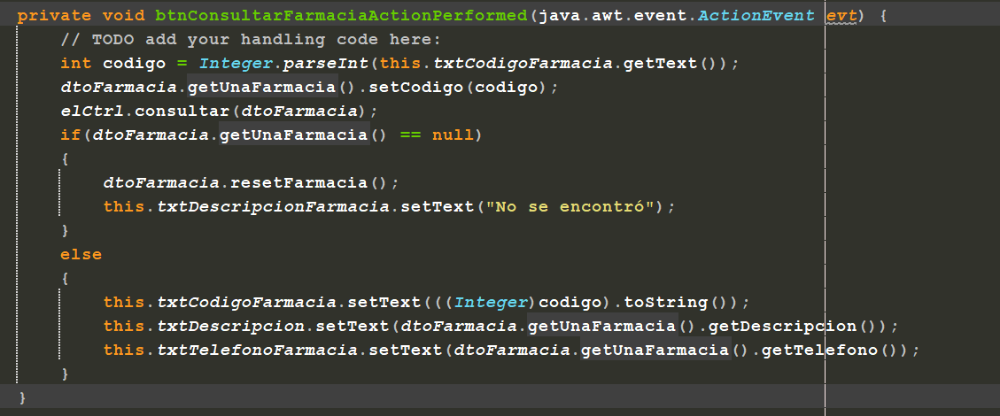 private void btnConsultarFarmaciaActionPerformed(java.awt.event.ActionEvent evt) {
    // TODO add your handling code here:
    int codigo = Integer.parseInt(this.txtCodigoFarmacia.getText());
    dtoFarmacia.getUnaFarmacia().setCodigo(codigo);
    elCtrl.consultar(dtoFarmacia);
    if(dtoFarmacia.getUnaFarmacia() == null)
    {
        dtoFarmacia.resetFarmacia();
        this.txtDescripcionFarmacia.setText("No se encontró");
    }
    else
    {
        this.txtCodigoFarmacia.setText(((Integer)codigo).toString());
        this.txtDescripcion.setText(dtoFarmacia.getUnaFarmacia().getDescripcion());
        this.txtTelefonoFarmacia.setText(dtoFarmacia.getUnaFarmacia().getTelefono());
    }
}